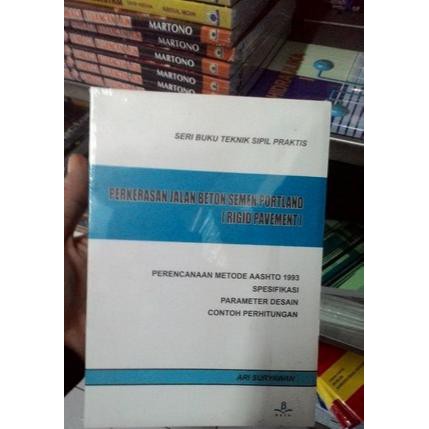 MARTONO
MARTONO
MARTONO
MARTONO
MARTONO
SERI BUKU TEKNIK SIPIL PRAKTIS
PERKERASAN JALAN BETON SEMEN PORTLAND
( RIGID PAVEMENT )
PERENCANAAN METODE AASHTO 1993
SPESIFIKASI
PARAMETER DESAIN
CONTOH PERHITUNGAN
ARI SURYAWAN